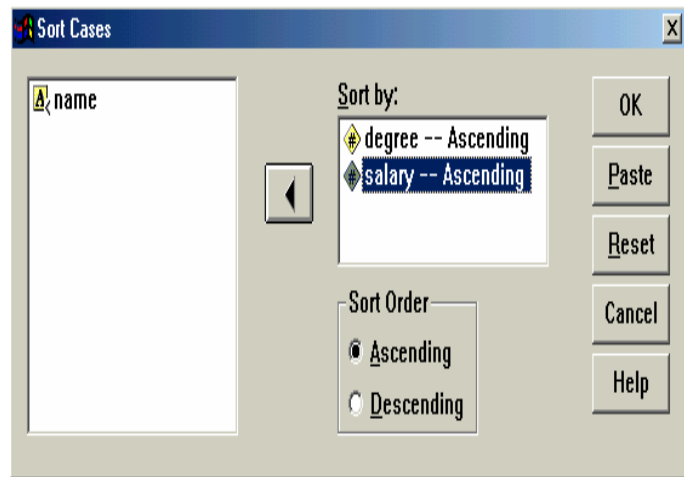 Sort Cases
name
Sort by:
degree -- Ascending
salary -- Ascending
Sort Order
Ascending
Descending
OK
Paste
Reset
Cancel
Help